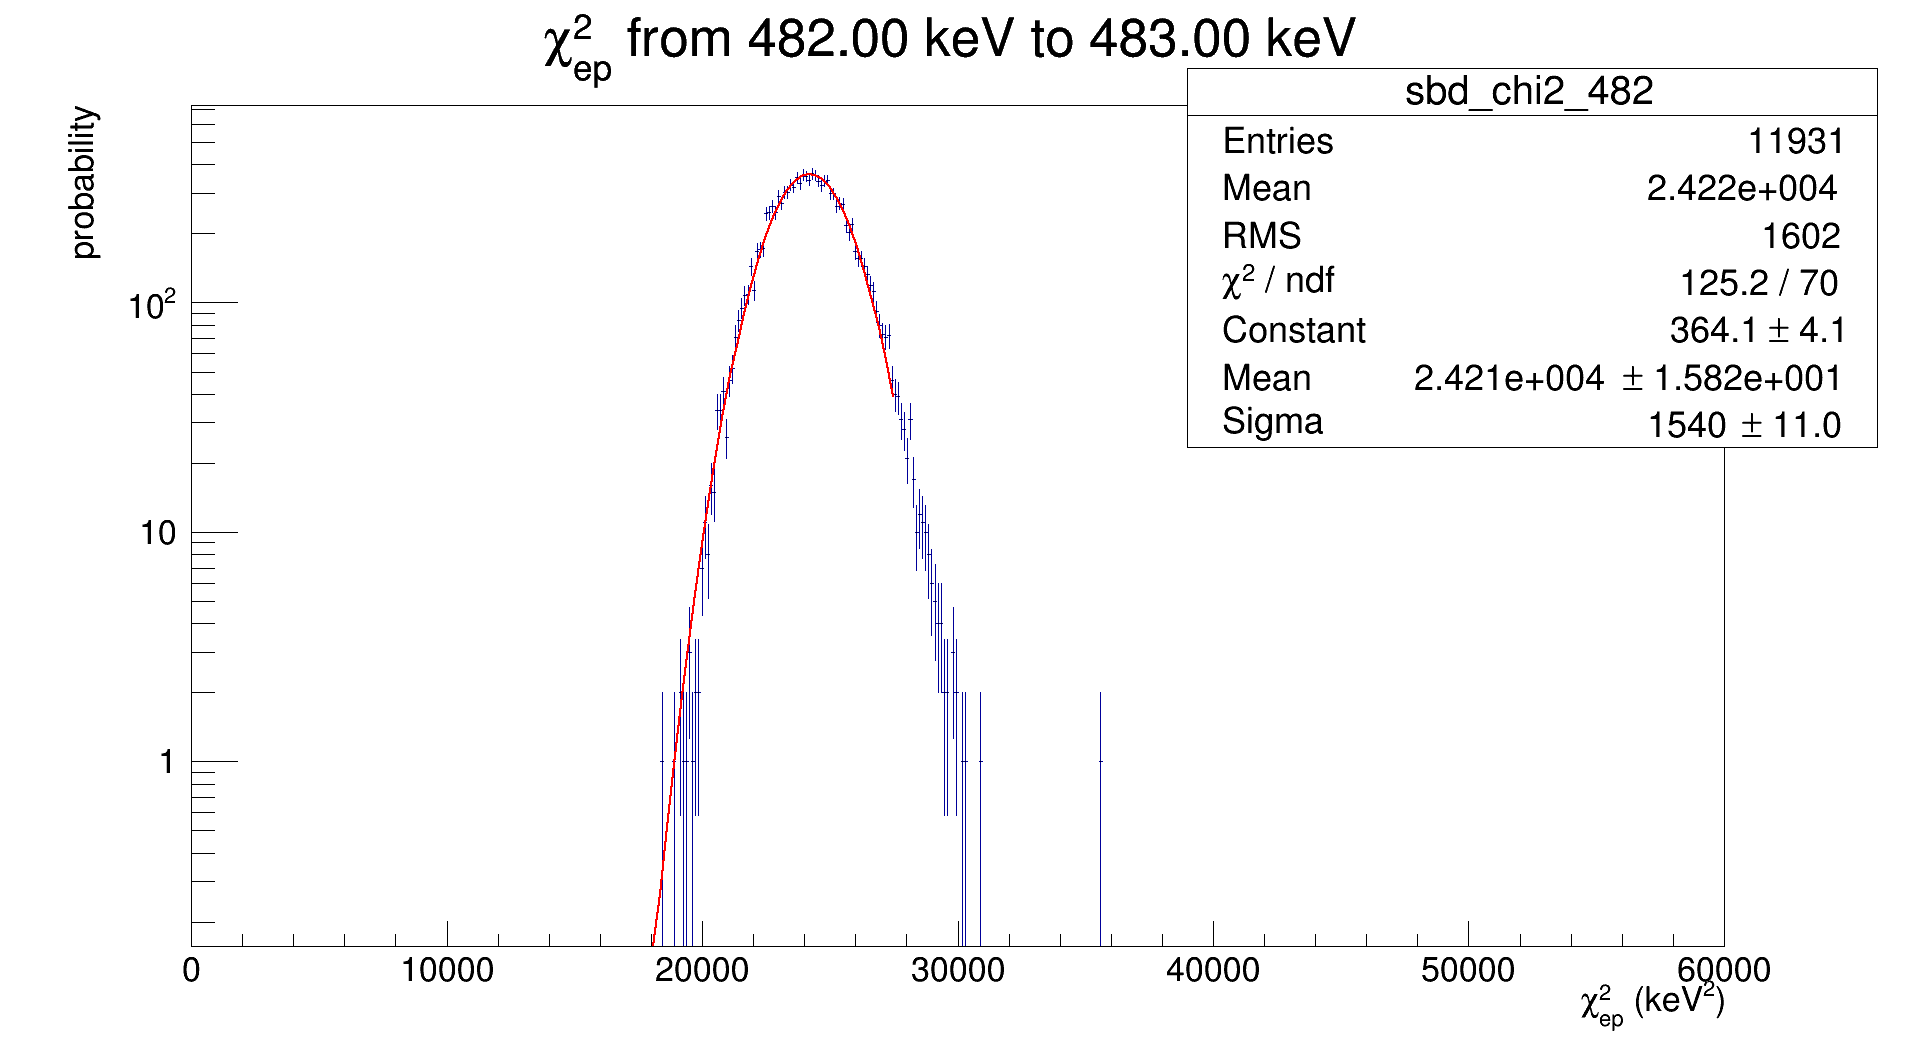 χ²ep from 482.00 keV to 483.00 keV
sbd_chi2_482
Entries 11931
Mean 2.422e+004
RMS 1602
χ² / ndf 125.2 / 70
Constant 364.1 ± 4.1
Mean 2.421e+004 ± 1.582e+001
Sigma 1540 ± 11.0
probability
10²
10
1
0 10000 20000 30000 40000 50000 60000
χ²ep (keV²)